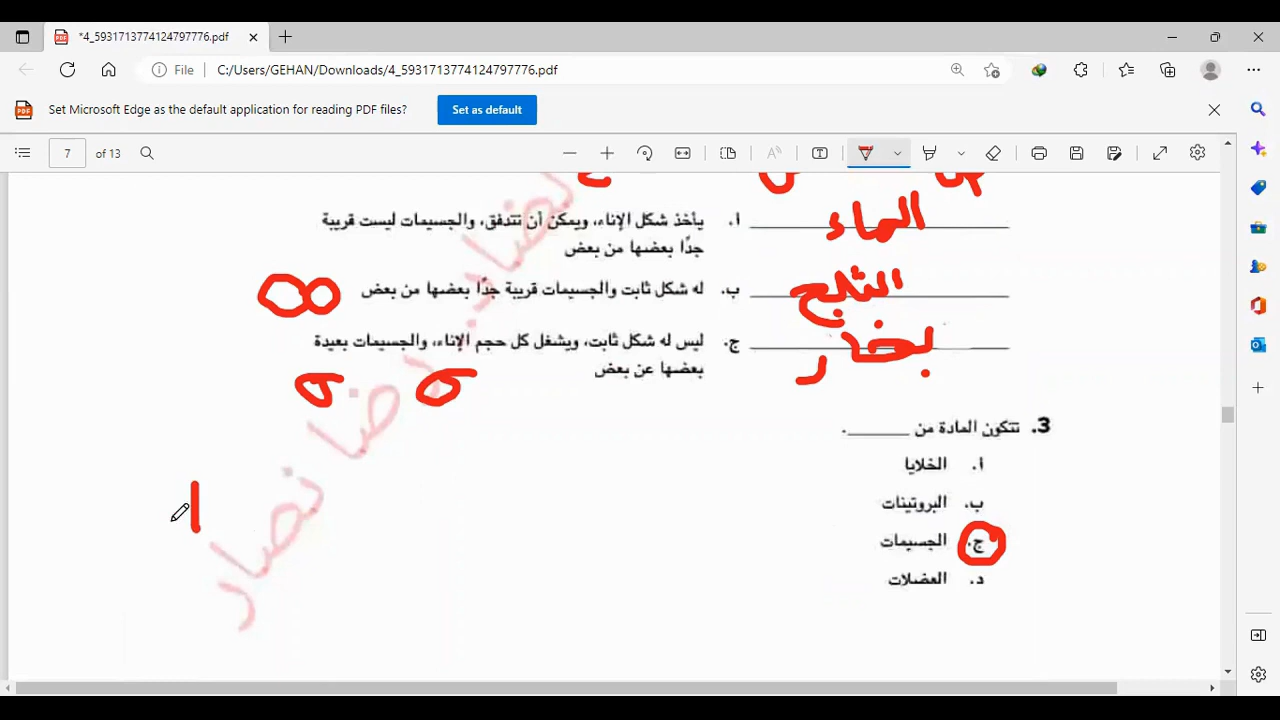 *4_5931713774124797776.pdf
File C:/Users/GEHAN/Downloads/4_5931713774124797776.pdf
Set Microsoft Edge as the default application for reading PDF files? Set as default
7 of 13
الماء أ. يأخذ شكل الإناء، ويمكن أن تتدفق، والجسيمات ليست قريبة
جدًا بعضها من بعض
الثلج ب. له شكل ثابت والجسيمات قريبة جدًا بعضها من بعض
بخار ج. ليس له شكل ثابت، ويشغل كل حجم الإناء، والجسيمات بعيدة
بعضها عن بعض
3. تتكون المادة من ______.
أ. الخلايا
ب. البروتينات
ج. الجسيمات
د. العضلات